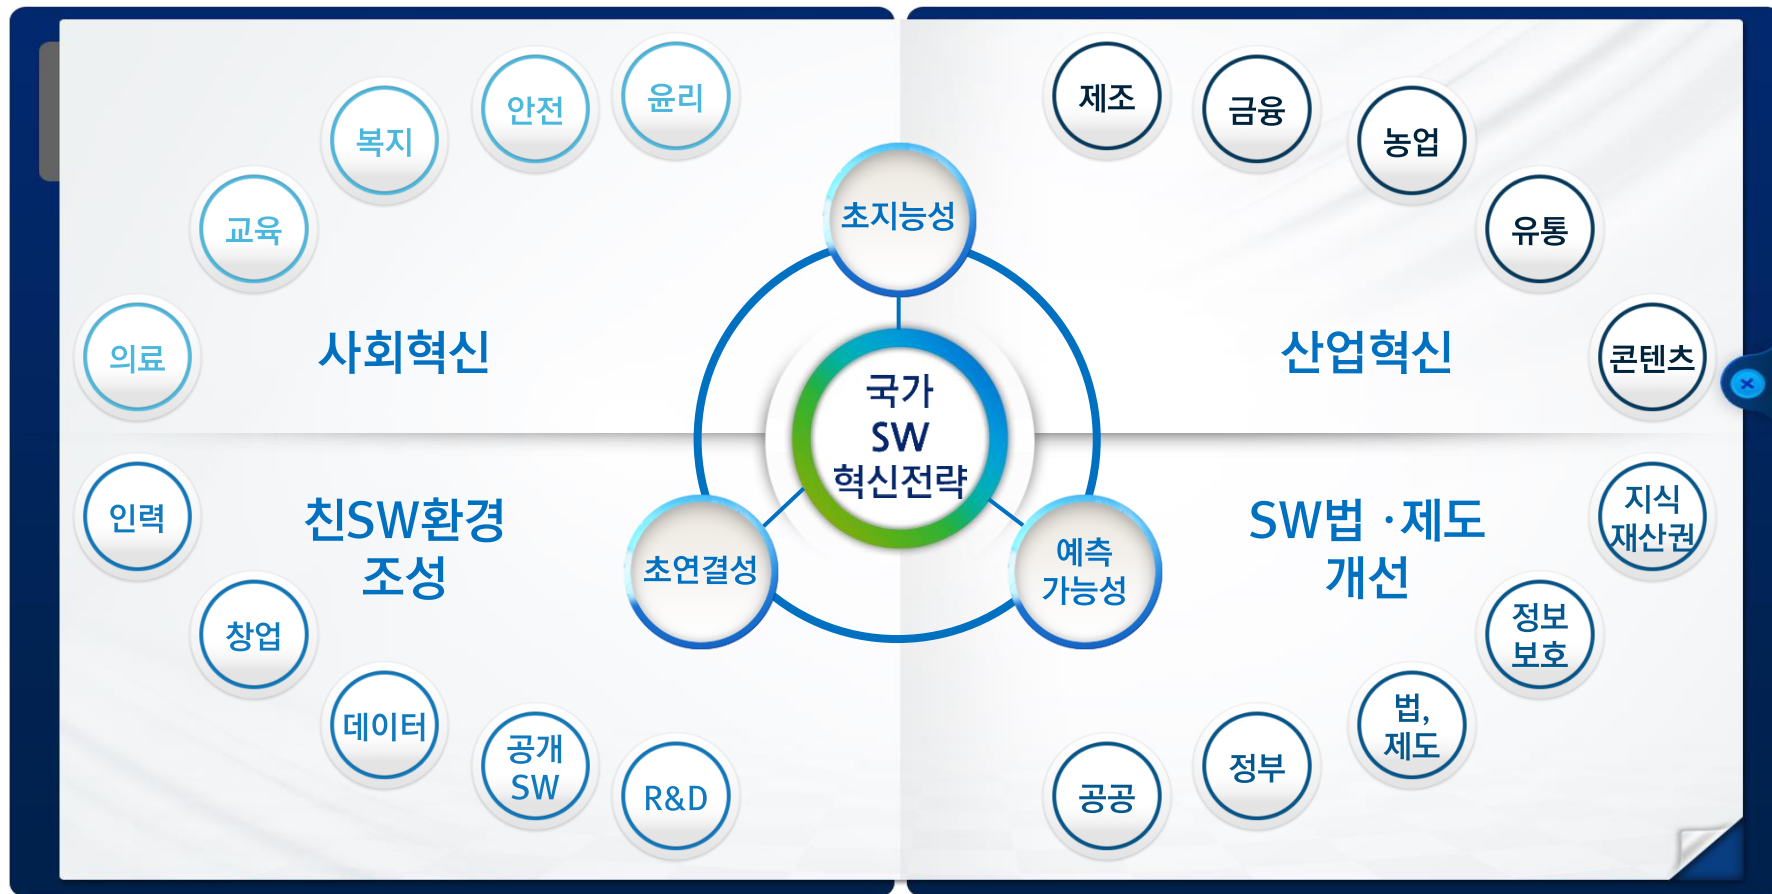 윤리
안전
복지
교육
의료
사회혁신
제조
금융
농업
유통
콘텐츠
산업혁신
초지능성
국가
SW
혁신전략
초연결성
예측
가능성
친SW환경
조성
인력
창업
데이터
공개
SW
R&D
SW법 ·제도
개선
지식
재산권
정보
보호
법,
제도
정부
공공